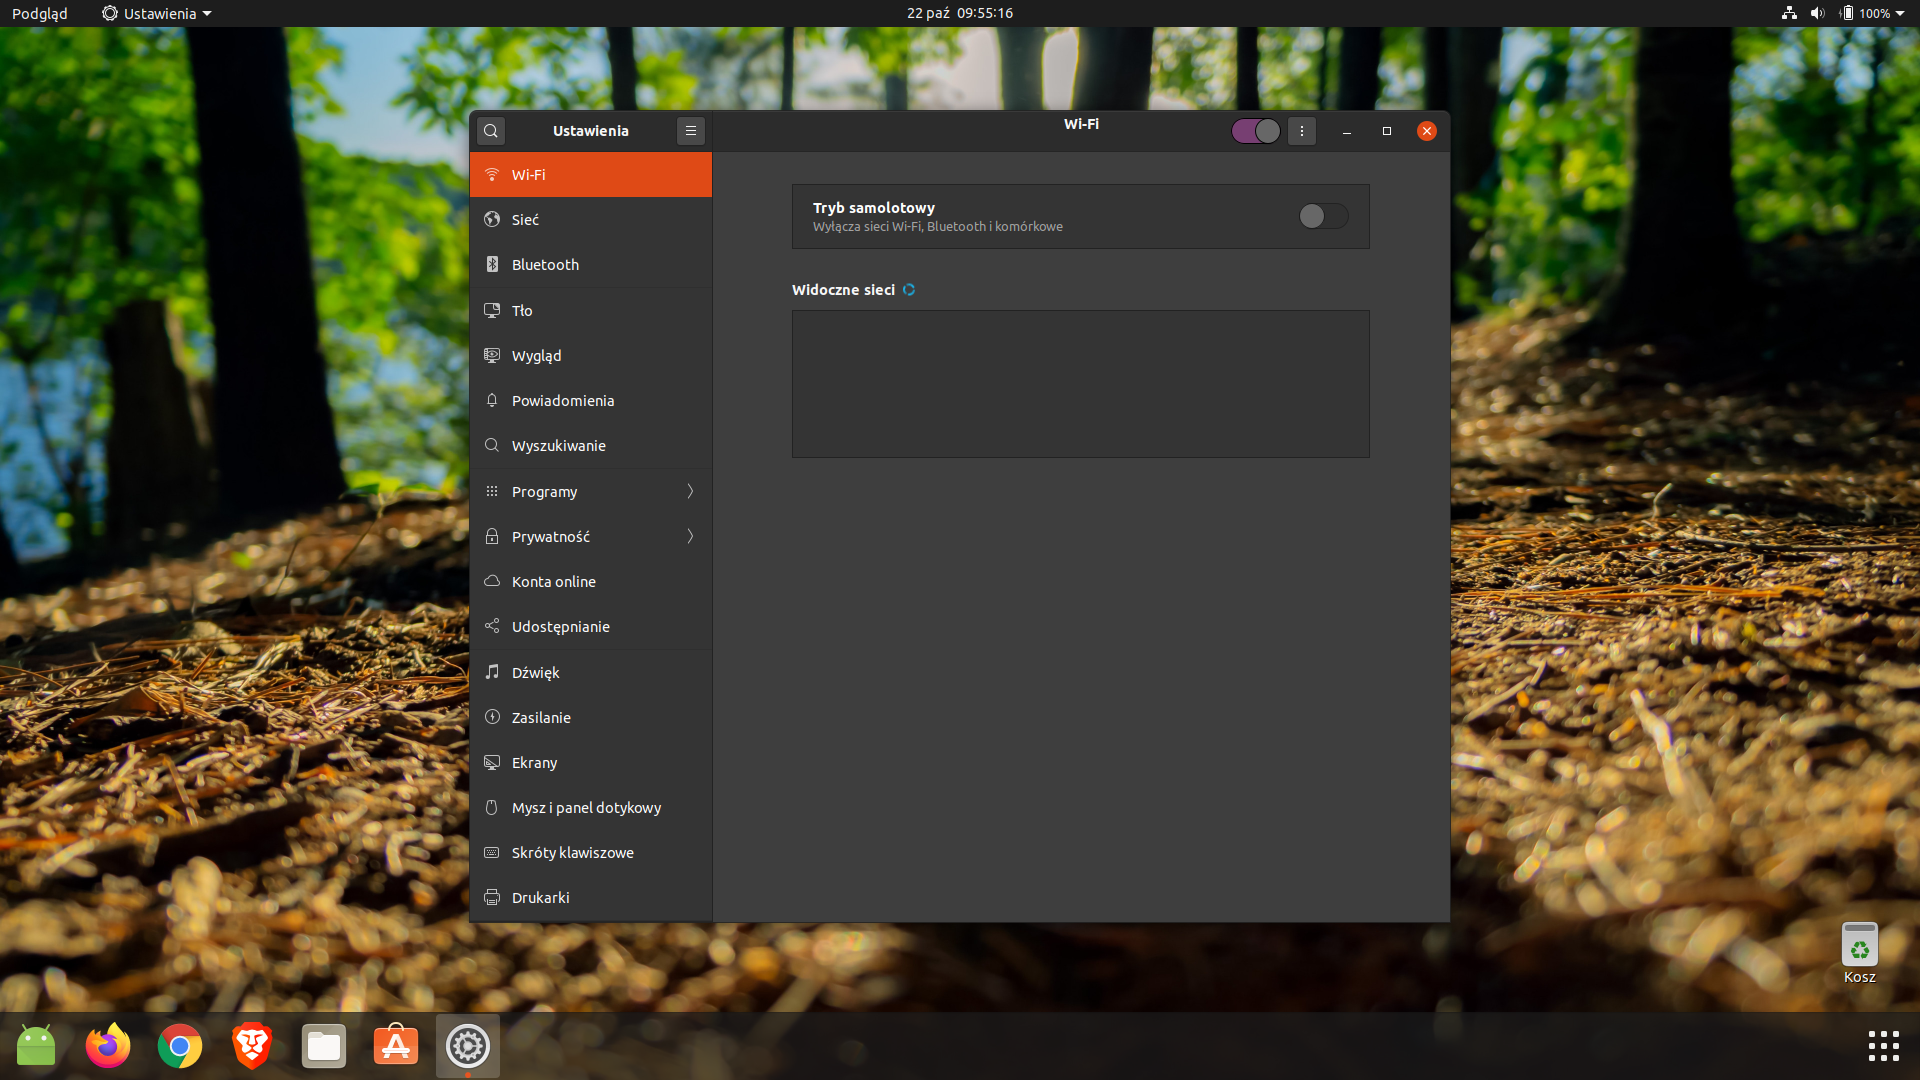 Podgląd
Ustawienia
22 paź 09:55:16
100%
Ustawienia
Wi-Fi
Wi-Fi
Sieć
Bluetooth
Tło
Wygląd
Powiadomienia
Wyszukiwanie
Programy
Prywatność
Konta online
Udostępnianie
Dźwięk
Zasilanie
Ekrany
Mysz i panel dotykowy
Skróty klawiszowe
Drukarki
Tryb samolotowy
Wyłącza sieci Wi-Fi, Bluetooth i komórkowe
Widoczne sieci
Kosz